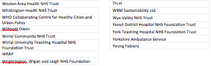 Weston Area Health NHS Trust
Whittington Health NHS Trust
WHO Collaborating Centre for Healthy Cities and
Urban Policy
Dixon
Wirral Community NHS Trust
Wirral University Teaching Hospital NHS
Foundation Trust
WRAP
Wrightington, Wigan and Leigh NHS Foundation
Trust
WRM Sustainability Ltd
Wye Valley NHS Trust
Yeovil District Hospital NHS Foundation Trust
York Teaching Hospital NHS Foundation Trust
Yorkshire Ambulance Service
Young Fabians